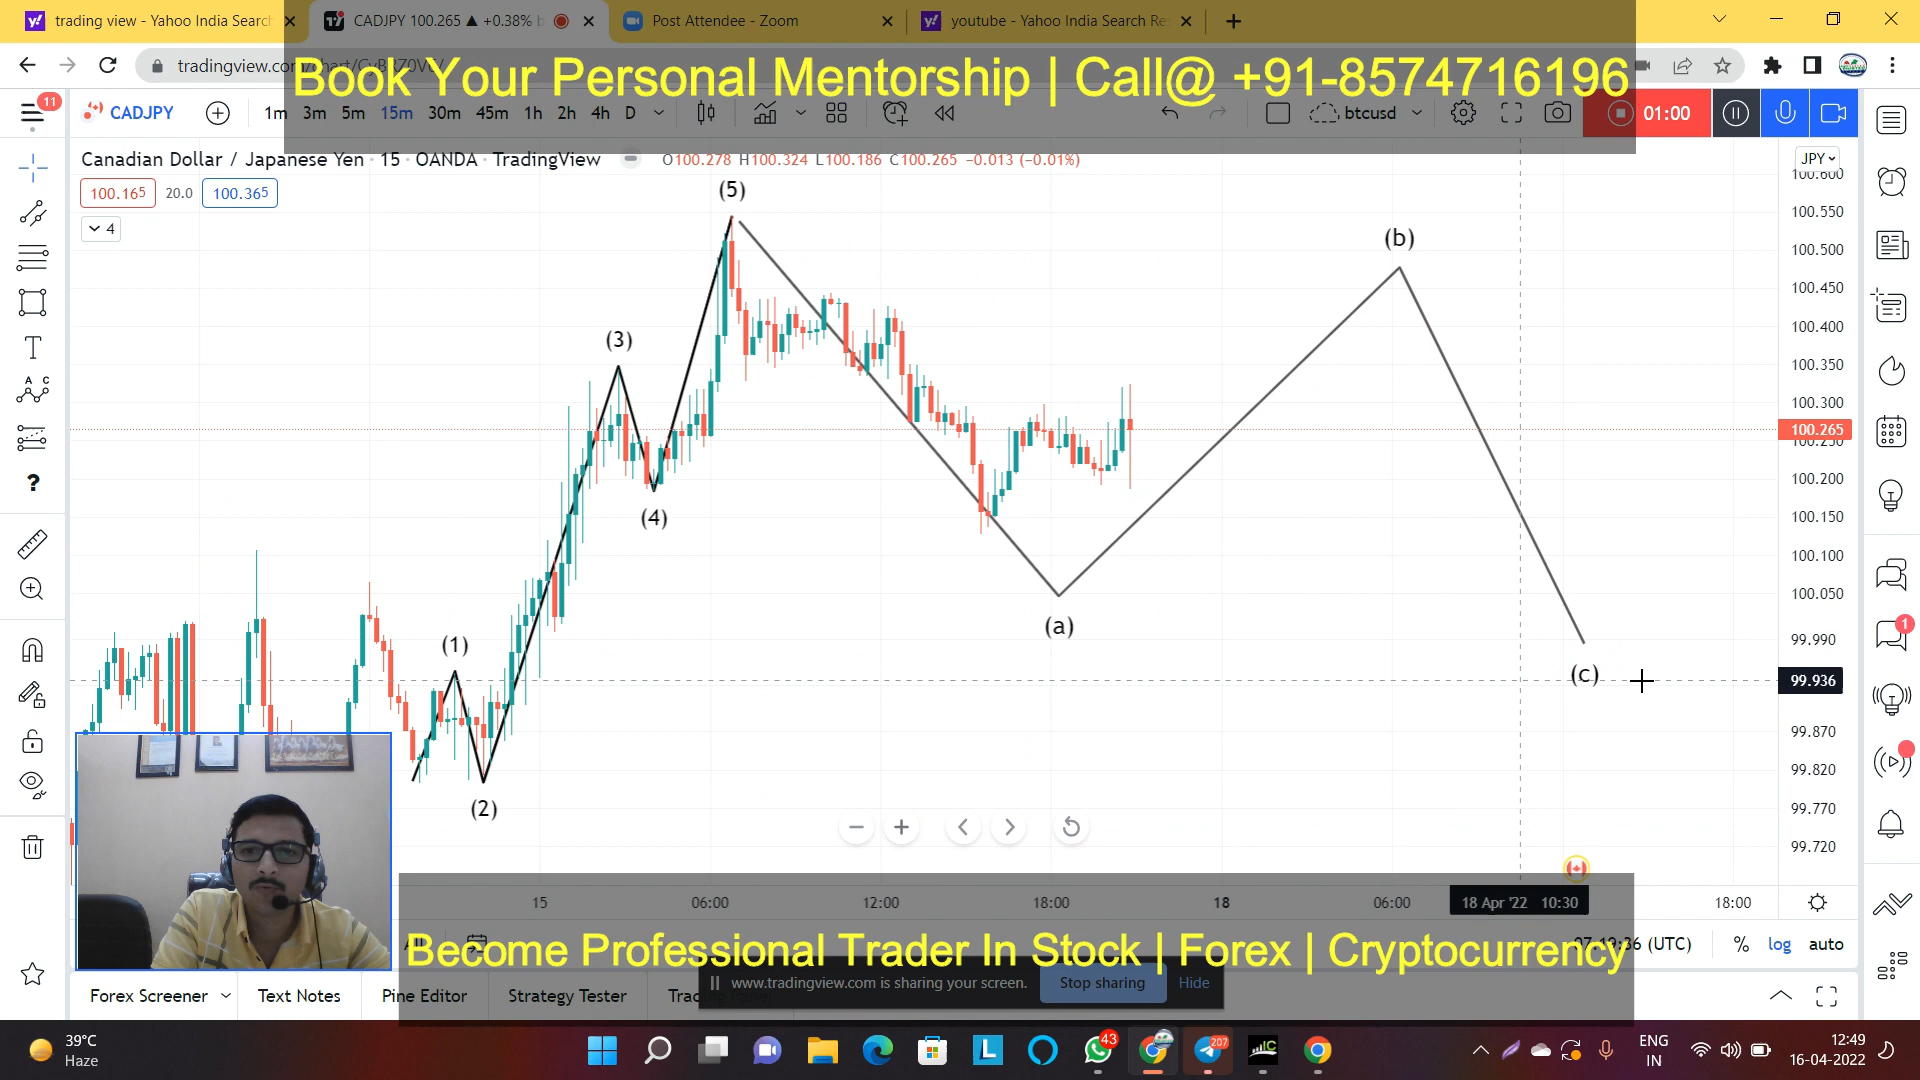 trading view - Yahoo India Search
CADJPY 100.265 ▲ +0.38%
Post Attendee - Zoom
youtube - Yahoo India Search Re
Book Your Personal Mentorship | Call@ +91-8574716196
11
CADJPY
1m 3m 5m 15m 30m 45m 1h 2h 4h D
btcusd
01:00
Canadian Dollar / Japanese Yen · 15 · OANDA · TradingView
O100.278 H100.324 L100.186 C100.265 −0.013 (−0.01%)
JPY
100.165 20.0 100.365
4
(5)
(3)
(4)
(1)
(2)
(a)
(b)
(c)
100.600
100.550
100.500
100.450
100.400
100.350
100.300
100.265
100.250
100.200
100.150
100.100
100.050
99.990
99.936
99.870
99.820
99.770
99.720
1
15 06:00 12:00 18:00 18 06:00 18 Apr '22 10:30 18:00
Become Professional Trader In Stock | Forex | Cryptocurrency
(UTC) % log auto
Forex Screener Text Notes Pine Editor Strategy Tester
www.tradingview.com is sharing your screen. Stop sharing Hide
39°C
Haze
43
207
ENG
IN
12:49
16-04-2022